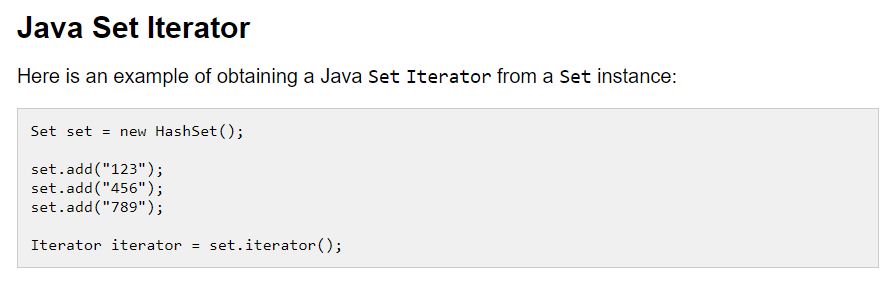 Java Set Iterator
Here is an example of obtaining a Java Set Iterator from a Set instance:
Set set = new HashSet();
set.add("123");
set.add("456");
set.add("789");
Iterator iterator = set.iterator();